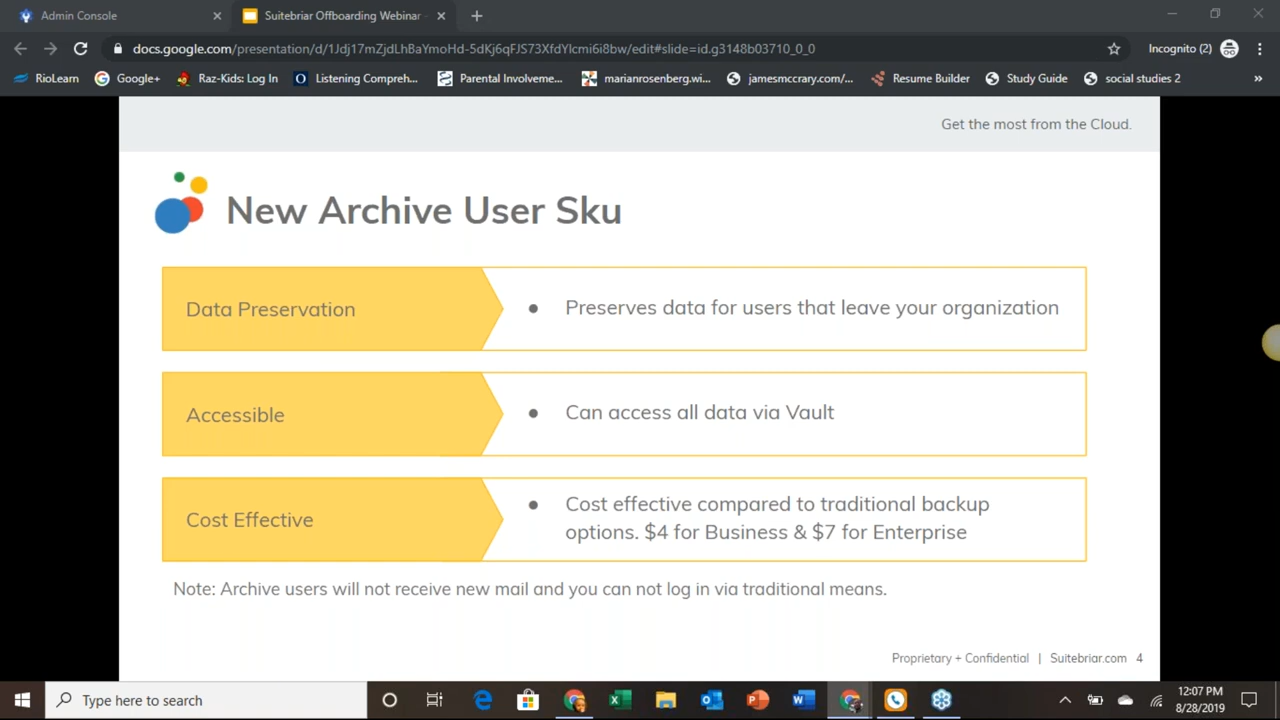 Admin Console
Suitebriar Offboarding Webinar
docs.google.com/presentation/d/1Jdj17mZjdLhBaYmoHd-5dKj6qFJS73XfdYlcmi6i8bw/edit#slide=id.g3148b03710_0_0
Incognito (2)
RioLearn
Google+
Raz-Kids: Log In
Listening Compreh...
Parental Involveme...
marianrosenberg.wi...
jamesmccrary.com/...
Resume Builder
Study Guide
social studies 2
»
Get the most from the Cloud.
New Archive User Sku
Data Preservation
● Preserves data for users that leave your organization
Accessible
● Can access all data via Vault
Cost Effective
● Cost effective compared to traditional backup
options. $4 for Business & $7 for Enterprise
Note: Archive users will not receive new mail and you can not log in via traditional means.
Proprietary + Confidential | Suitebriar.com 4
Type here to search
12:07 PM
8/28/2019